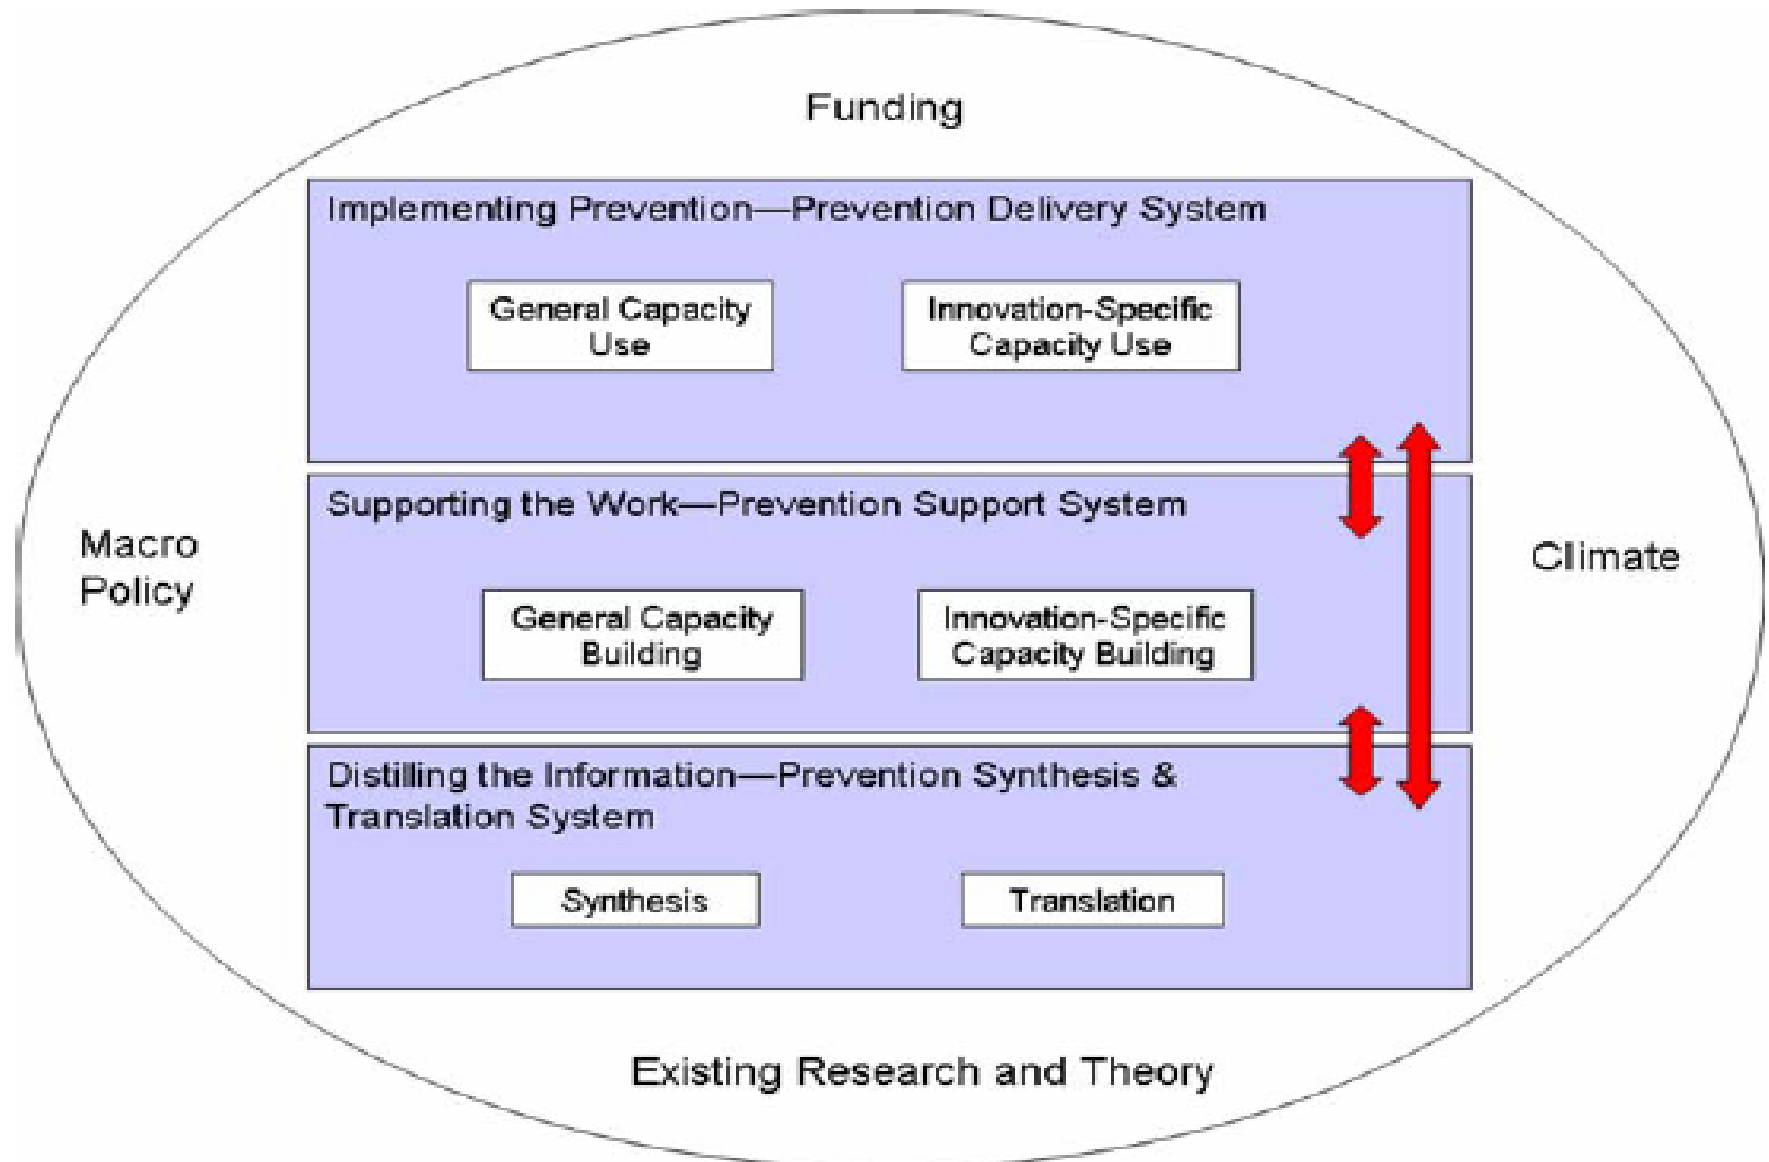 Funding
Implementing Prevention—Prevention Delivery System
General Capacity
Use
Innovation-Specific
Capacity Use
Supporting the Work—Prevention Support System
Macro
Policy
Climate
General Capacity
Building
Innovation-Specific
Capacity Building
Distilling the Information—Prevention Synthesis &
Translation System
Synthesis
Translation
Existing Research and Theory